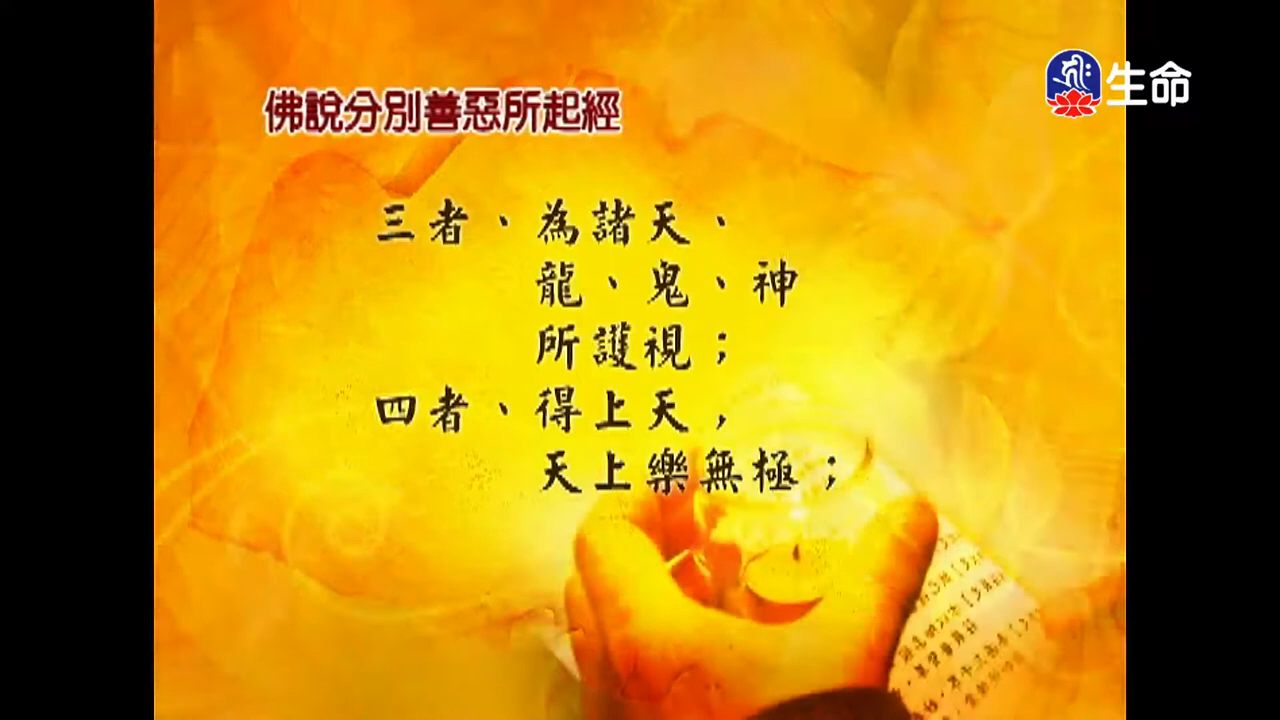 生命
佛說分別善惡所起經
三者、為諸天、
龍、鬼、神
所護視；
四者、得上天，
天上樂無極；